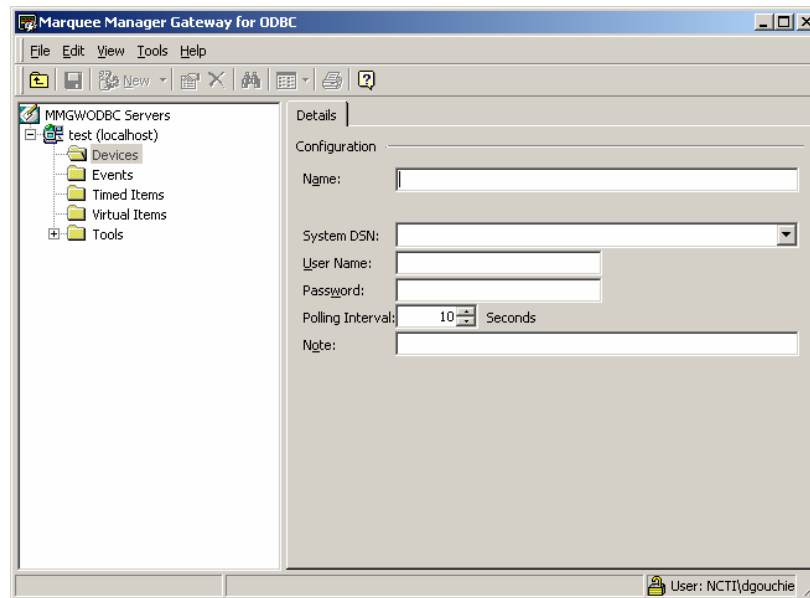 Marquee Manager Gateway for ODBC
File Edit View Tools Help
New
MMGWODBC Servers
test (localhost)
Devices
Events
Timed Items
Virtual Items
Tools
Details
Configuration
Name:
System DSN:
User Name:
Password:
Polling Interval: 10 Seconds
Note:
User: NCTI\dgouchie